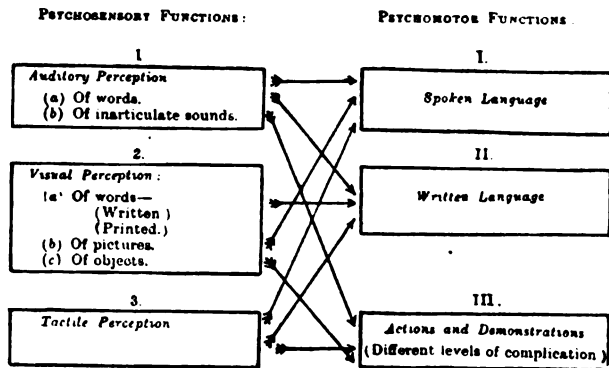 PSYCHOSENSORY FUNCTIONS:
PSYCHOMOTOR FUNCTIONS.
1
Auditory Perception
(a) Of words.
(b) Of inarticulate sounds.
2.
Visual Perception:
(a' Of words—
(Written)
(Printed.)
(b) Of pictures.
(c) Of objects.
3.
Tactile Perception
I.
Spoken Language
II.
Written Language
III.
Actions and Demonstrations
(Different levels of complication)